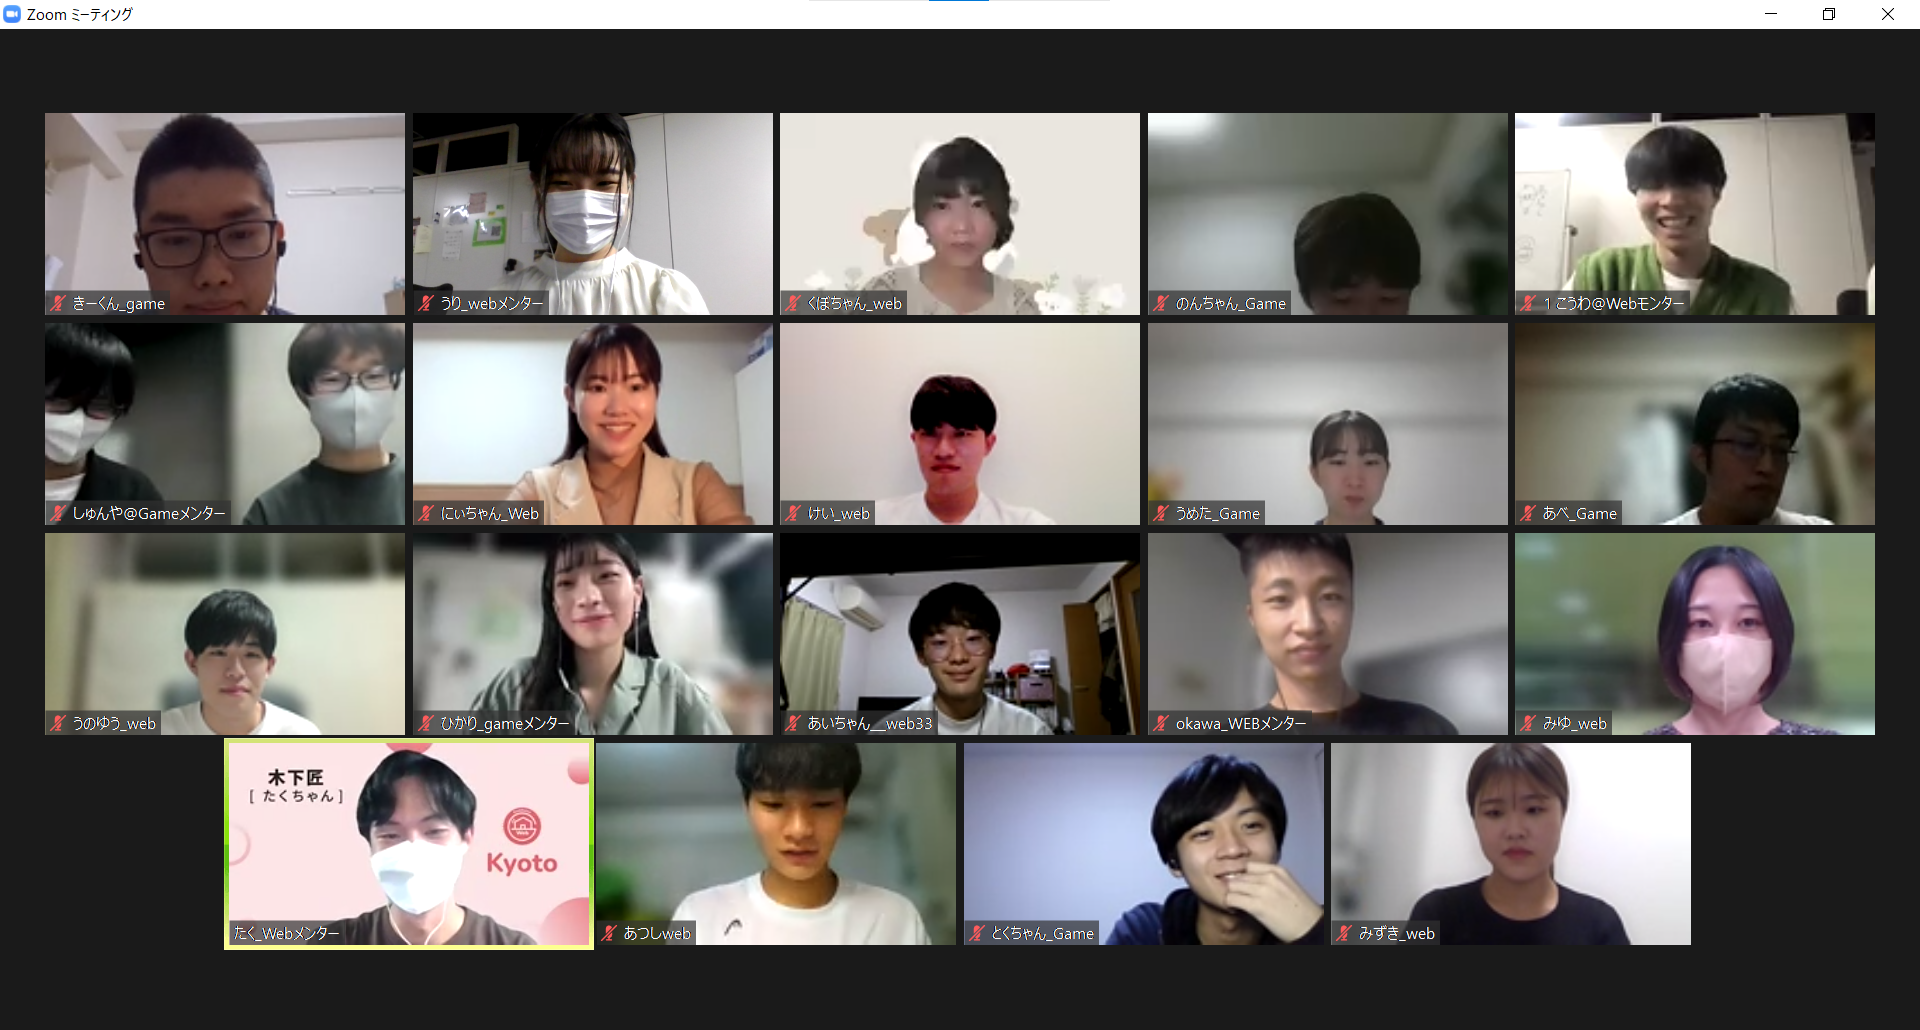 Zoom ミーティング
きーくん_game
うり_webメンター
くぼちゃん_web
のんちゃん_Game
1 こうわ@Webモンター
しゅんや@Gameメンター
にぃちゃん_Web
けい_web
うめた_Game
あべ_Game
うのゆう_web
ひかり_gameメンター
あいちゃん__web33
okawa_WEBメンター
みゆ_web
木下匠
[ たくちゃん ]
Web
Kyoto
たく_Webメンター
あつしweb
とくちゃん_Game
みずき_web